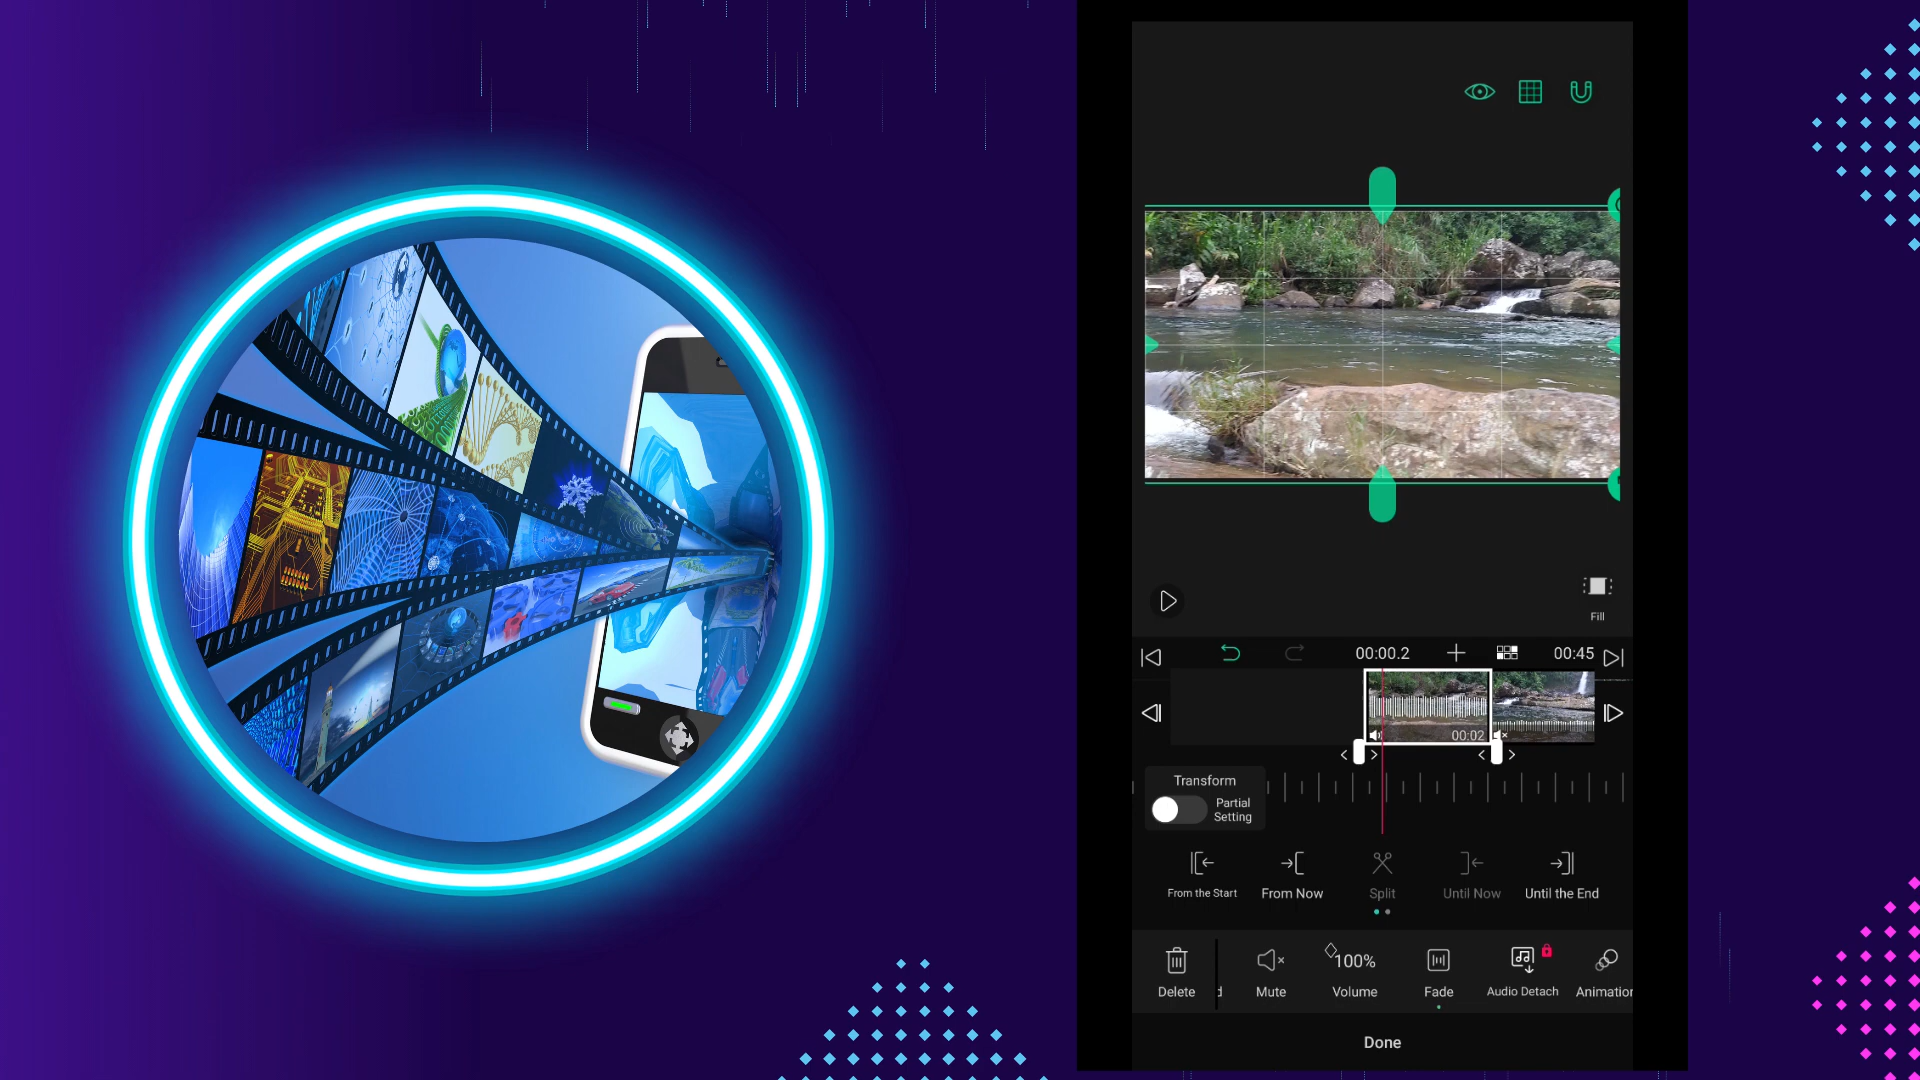 Fill
00:00.2
00:45
00:02
Transform
Partial
Setting
From the Start
From Now
Split
Until Now
Until the End
Delete
d
Mute
100%
Volume
Fade
Audio Detach
Animation
Done